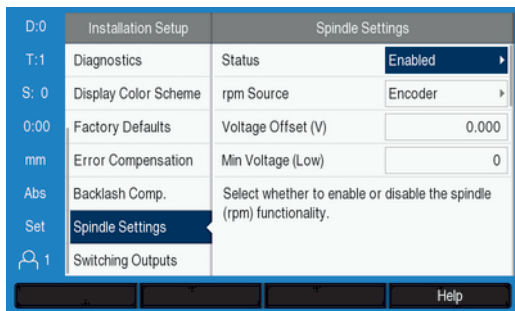 D:0
Installation Setup
Spindle Settings
T:1
Diagnostics
Status
Enabled
S: 0
Display Color Scheme
rpm Source
Encoder
0:00
Factory Defaults
Voltage Offset (V)
0.000
mm
Error Compensation
Min Voltage (Low)
0
Abs
Backlash Comp.
Select whether to enable or disable the spindle
(rpm) functionality.
Set
Spindle Settings
1
Switching Outputs
Help